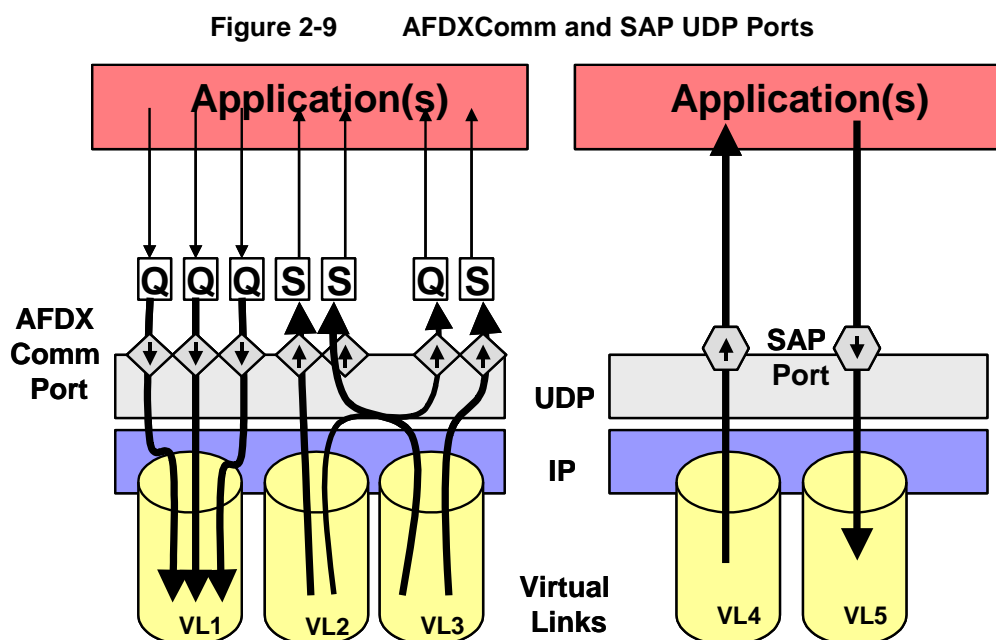 Figure 2-9 AFDXComm and SAP UDP Ports
Application(s) Application(s)
Q Q Q S S Q S
AFDX
Comm
Port
SAP
Port
UDP
IP
Virtual
Links
VL1 VL2 VL3 VL4 VL5